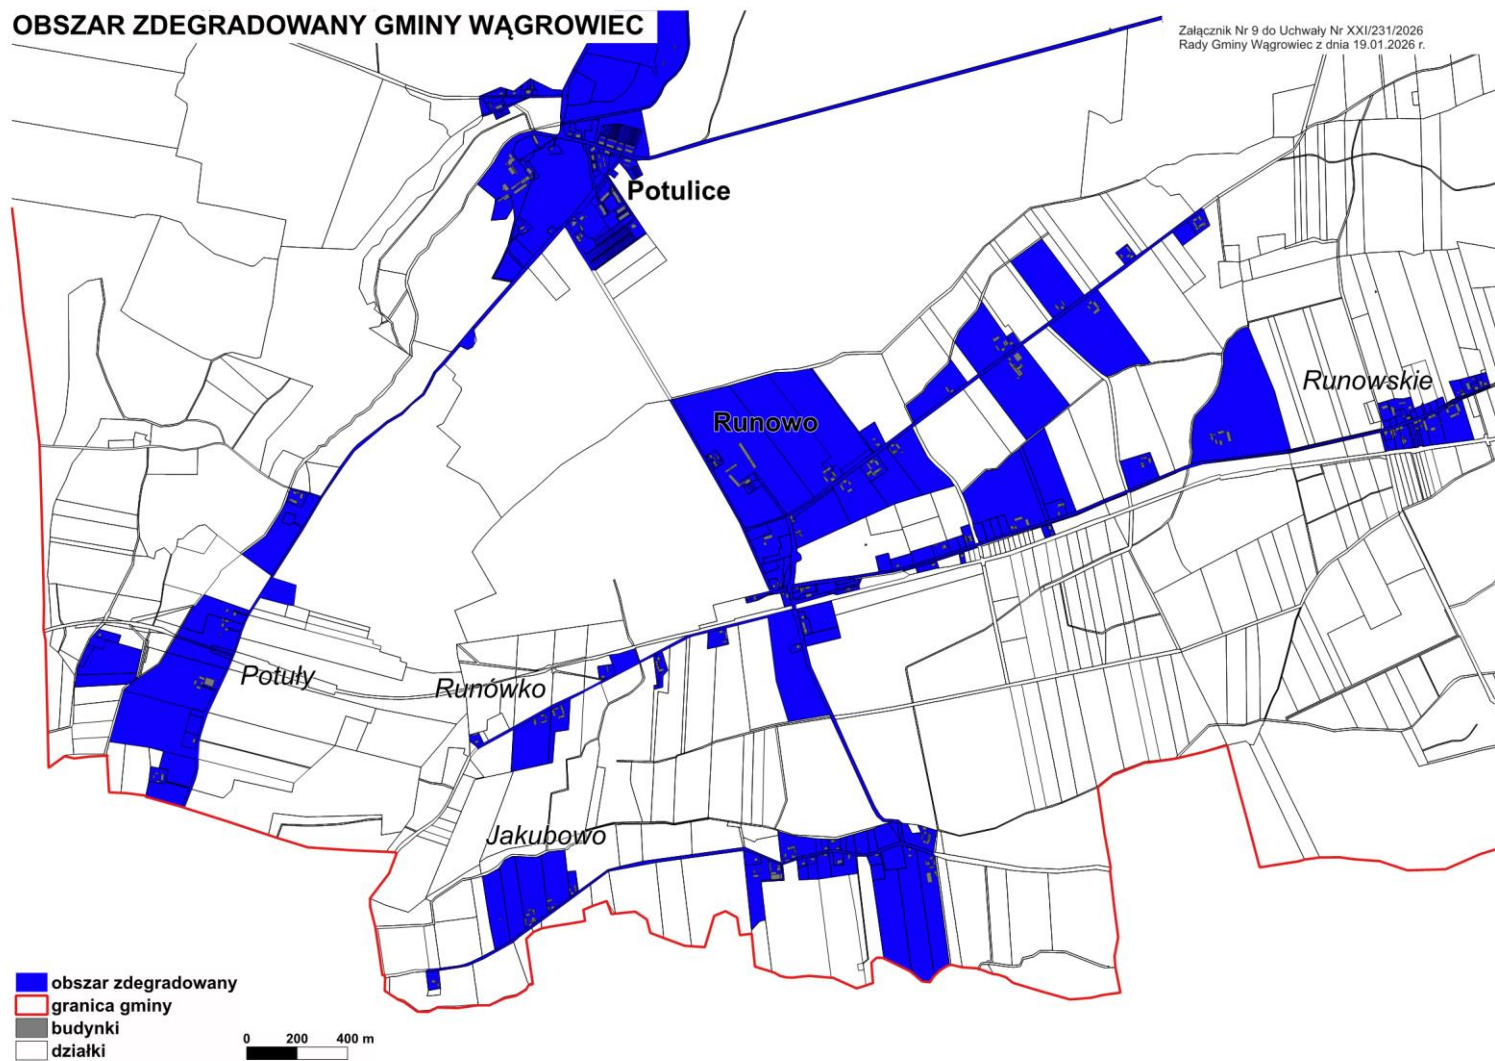 OBSZAR ZDEGRADOWANY GMINY WĄGROWIEC
Załącznik Nr 9 do Uchwały Nr XXI/231/2026
Rady Gminy Wągrowiec z dnia 19.01.2026 r.
Potulice
Runowskie
Runowo
Potuły
Runówko
Jakubowo
obszar zdegradowany
granica gminy
budynki
działki
0 200 400 m